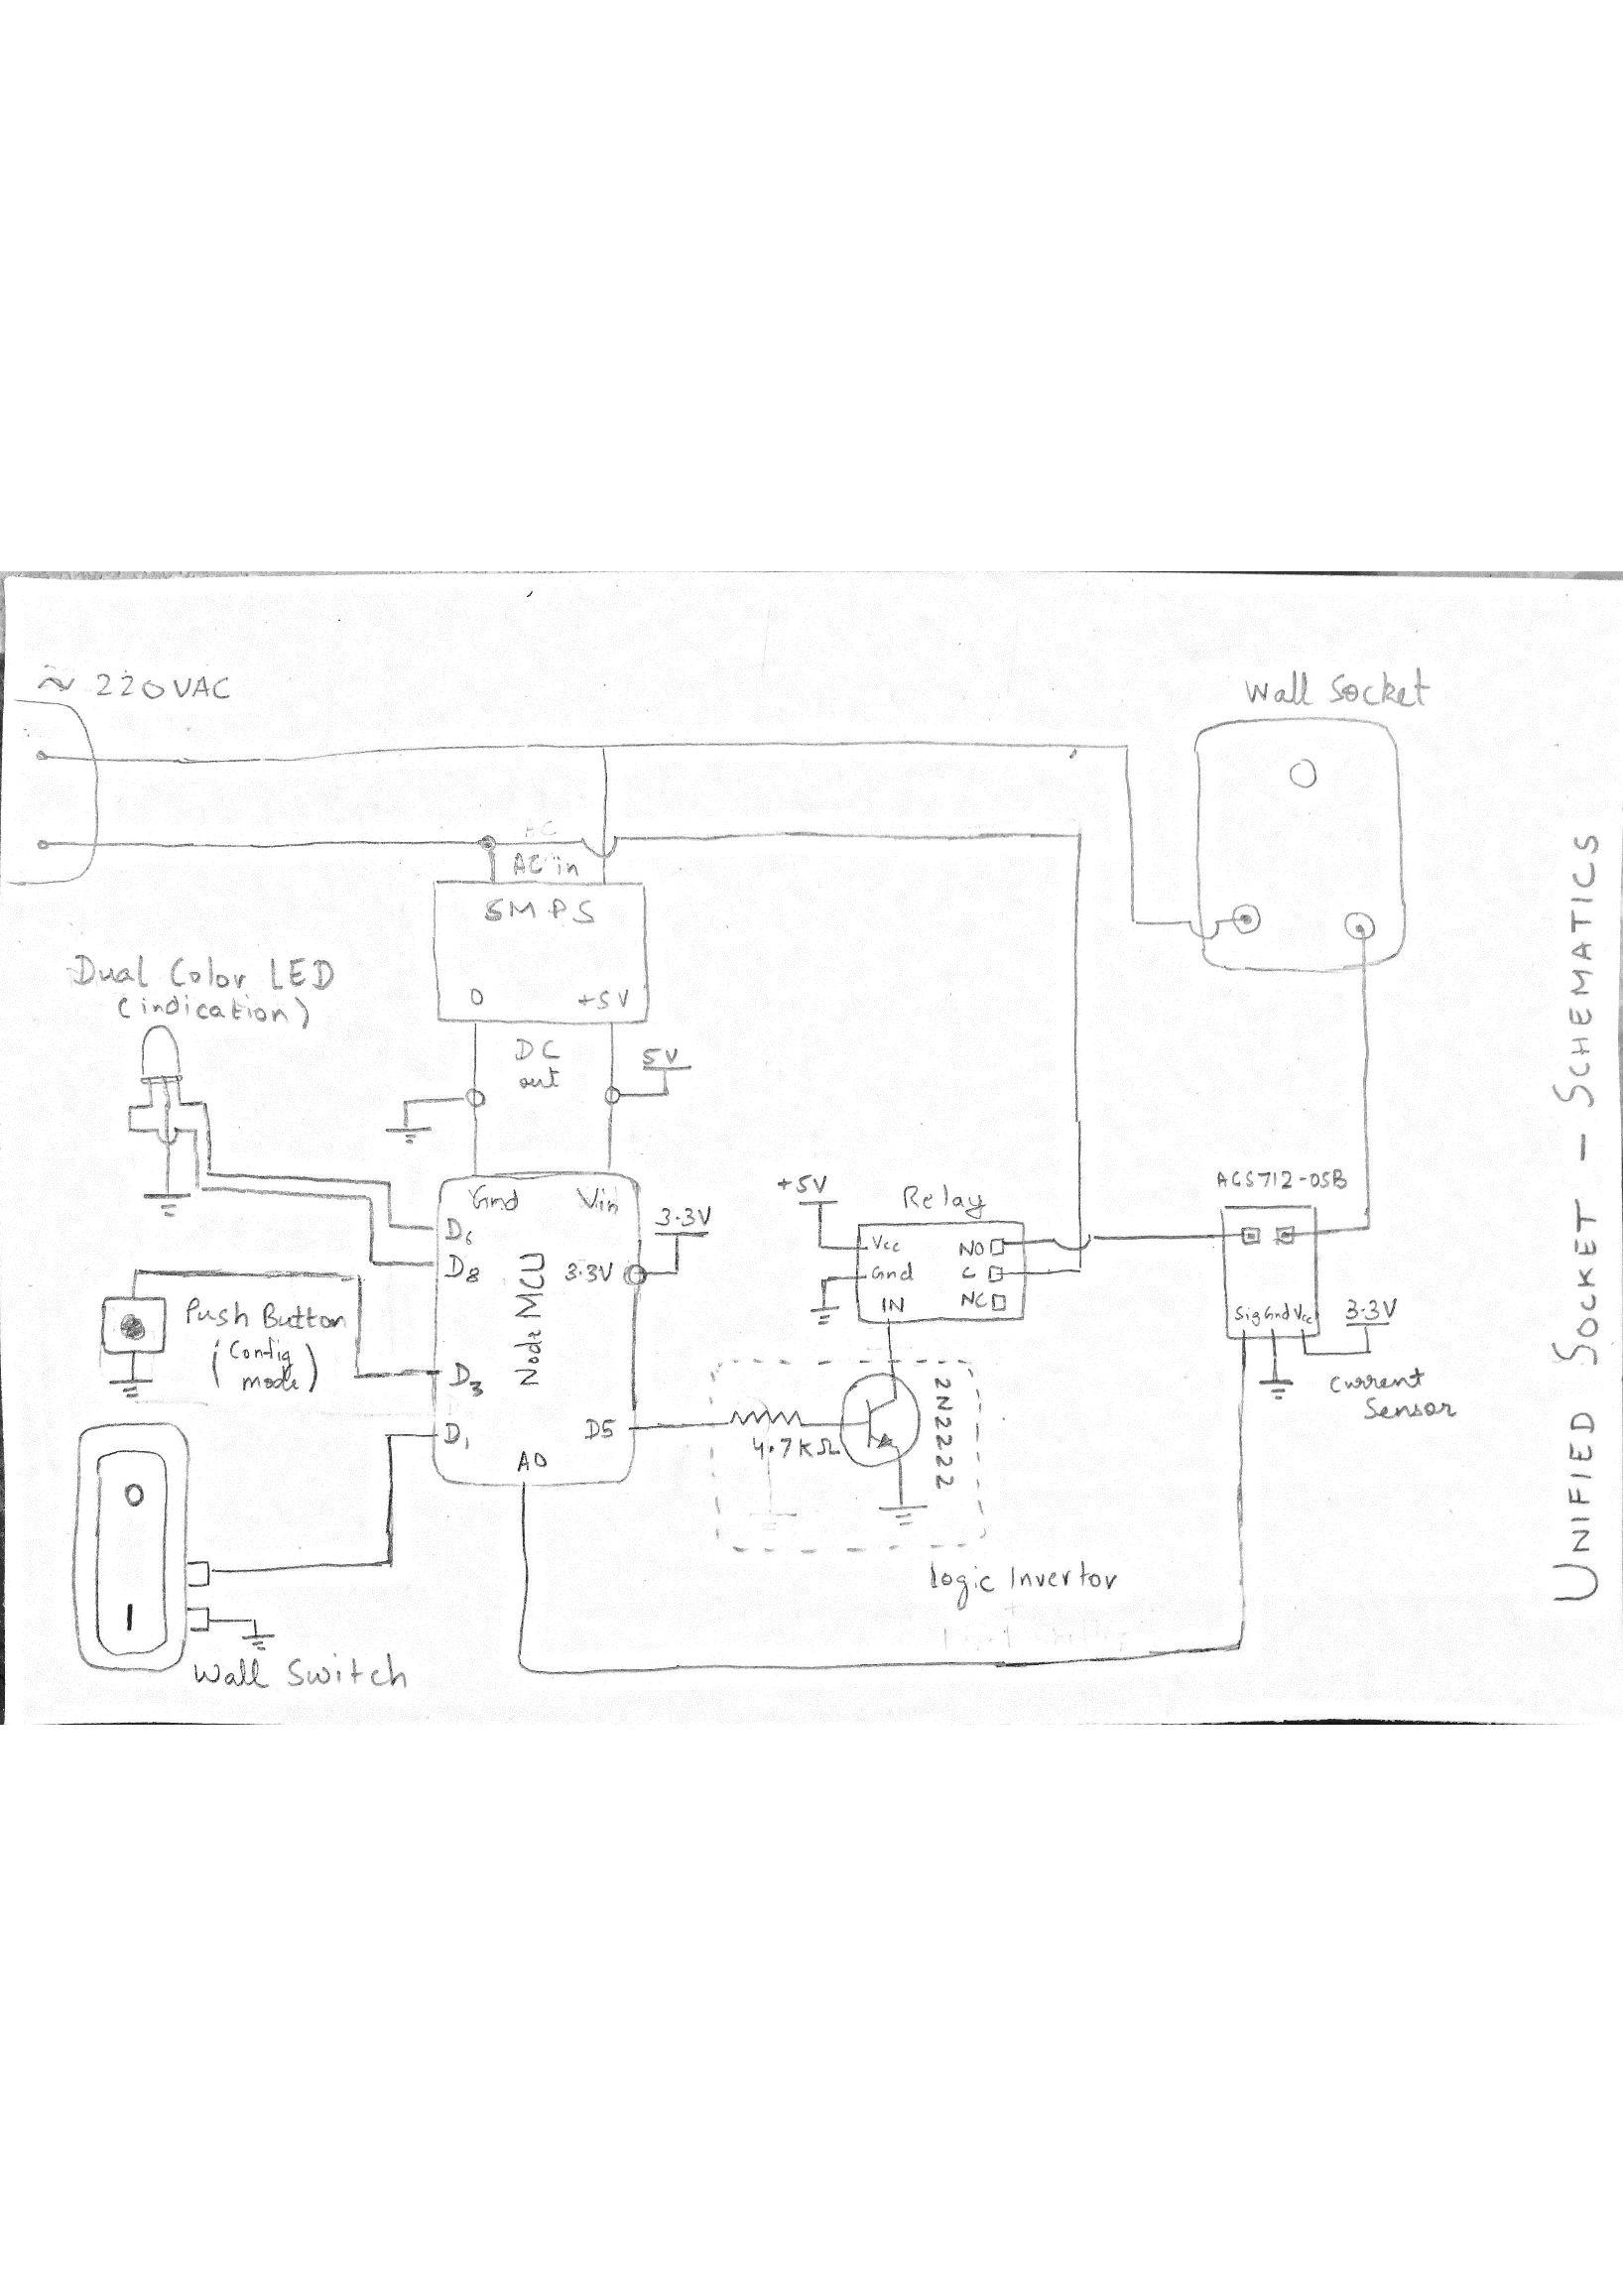 ≈ 220VAC
Wall Socket
AC
AC in
SMPS
0 +5V
DC
out
5V
Dual Color LED
(indication)
Gnd Vin
D6
D8
3.3V
3.3V
Node MCU
Push Button
(Config
mode)
D3
D1
D5
A0
O
I
Wall Switch
+5V
Relay
Vcc NO
Gnd C
IN NC
4.7KΩ
2N2222
Logic Invertor
ACS712-05B
Sig Gnd Vcc
3.3V
Current
Sensor
UNIFIED SOCKET - SCHEMATICS